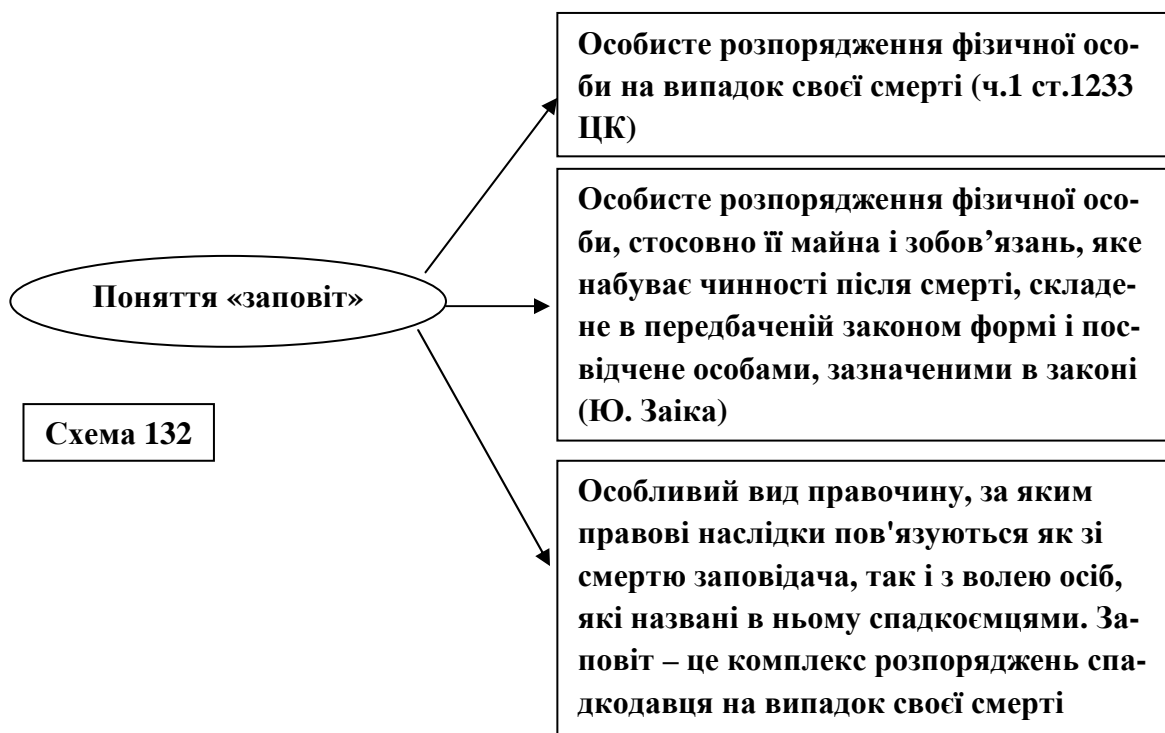 Особисте розпорядження фізичної осо-
би на випадок своєї смерті (ч.1 ст.1233
ЦК)
Особисте розпорядження фізичної осо-
би, стосовно її майна і зобов’язань, яке
набуває чинності після смерті, складе-
не в передбаченій законом формі і пос-
відчене особами, зазначеними в законі
(Ю. Заіка)
Поняття «заповіт»
Схема 132
Особливий вид правочину, за яким
правові наслідки пов'язуються як зі
смертю заповідача, так і з волею осіб,
які названі в ньому спадкоємцями. За-
повіт – це комплекс розпоряджень спа-
дкодавця на випадок своєї смерті